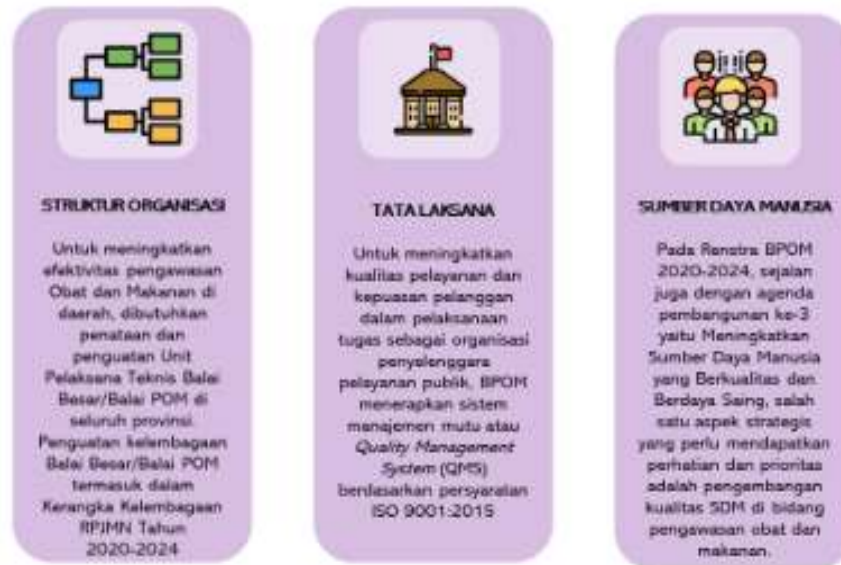 STRUKTUR ORGANISASI
Untuk meningkatkan
efektivitas pengawasan
Obat dan Makanan di
daerah, dibutuhkan
penataan dan
penguatan Unit
Pelaksana Teknis Balai
Besar/Balai POM di
seluruh provinsi.
Penguatan kelembagaan
Balai Besar/Balai POM
termasuk dalam
Kerangka Kelembagaan
RPJMN Tahun
2020-2024
TATA LAKSANA
Untuk meningkatkan
kualitas pelayanan dan
kepuasan pelanggan
dalam pelaksanaan
tugas sebagai organisasi
penyelenggara
pelayanan publik, BPOM
menerapkan sistem
manajemen mutu atau
Quality Management
System (QMS)
berdasarkan persyaratan
ISO 9001:2015
SUMBER DAYA MANUSIA
Pada Renstra BPOM
2020-2024, sejalan
juga dengan agenda
pembangunan ke-3
yaitu Meningkatkan
Sumber Daya Manusia
yang Berkualitas dan
Berdaya Saing, salah
satu aspek strategis
yang perlu mendapatkan
perhatian dan prioritas
adalah pengembangan
kualitas SDM di bidang
pengawasan obat dan
makanan.